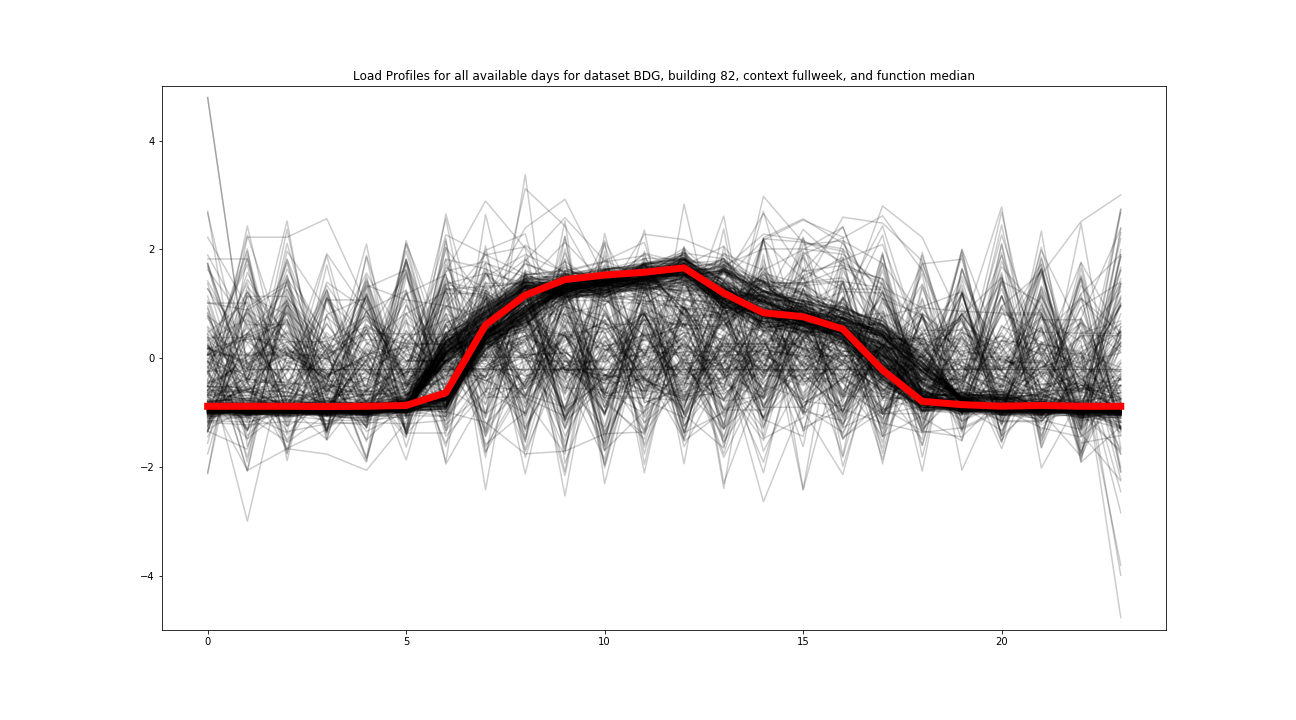 Load Profiles for all available days for dataset BDG, building 82, context fullweek, and function median
4
2
0
−2
−4
0 5 10 15 20